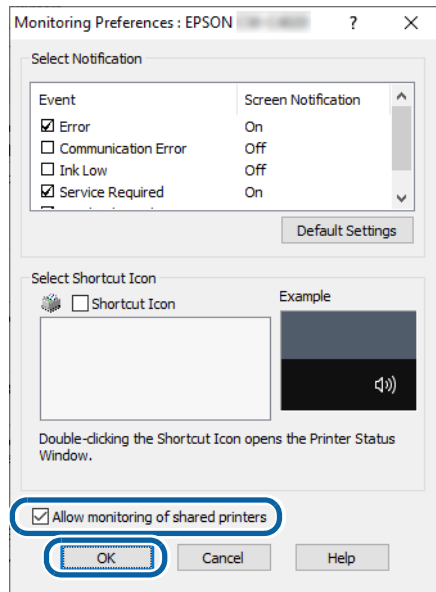 Monitoring Preferences : EPSON
?
Select Notification
Event Screen Notification
Error On
Communication Error Off
Ink Low Off
Service Required On
Default Settings
Select Shortcut Icon
Shortcut Icon
Example
Double-clicking the Shortcut Icon opens the Printer Status
Window.
Allow monitoring of shared printers
OK Cancel Help